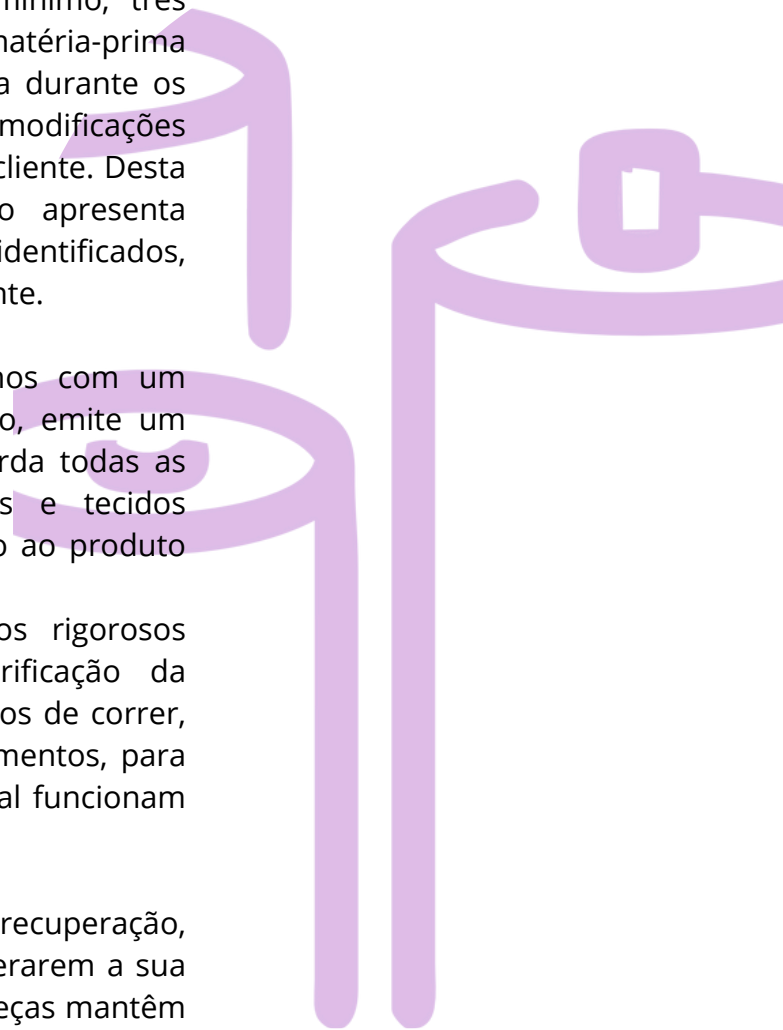 mínimo, três
matéria-prima
a durante os
modificações
cliente. Desta
o apresenta
identificados,
nte.
nos com um
o, emite um
rda todas as
s e tecidos
o ao produto
os rigorosos
rificação da
os de correr,
mentos, para
al funcionam
recuperação,
erarem a sua
eças mantêm